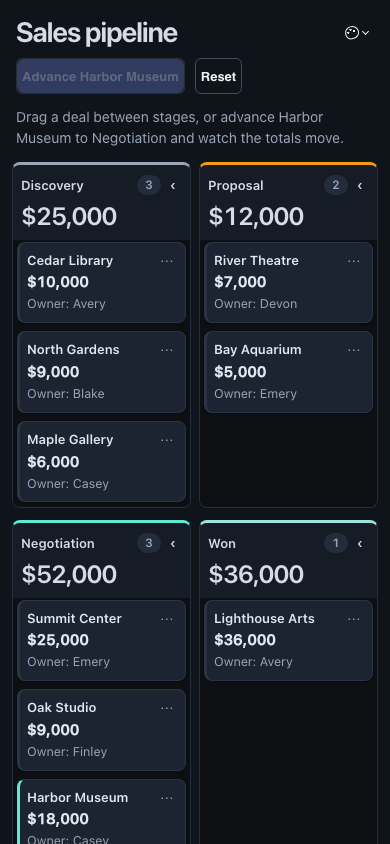 Sales pipeline
Advance Harbor Museum
Reset
Drag a deal between stages, or advance Harbor
Museum to Negotiation and watch the totals move.
Discovery
3
$25,000
Cedar Library
$10,000
Owner: Avery
North Gardens
$9,000
Owner: Blake
Maple Gallery
$6,000
Owner: Casey
Proposal
2
$12,000
River Theatre
$7,000
Owner: Devon
Bay Aquarium
$5,000
Owner: Emery
Negotiation
3
$52,000
Summit Center
$25,000
Owner: Emery
Oak Studio
$9,000
Owner: Finley
Harbor Museum
$18,000
Owner: Casey
Won
1
$36,000
Lighthouse Arts
$36,000
Owner: Avery